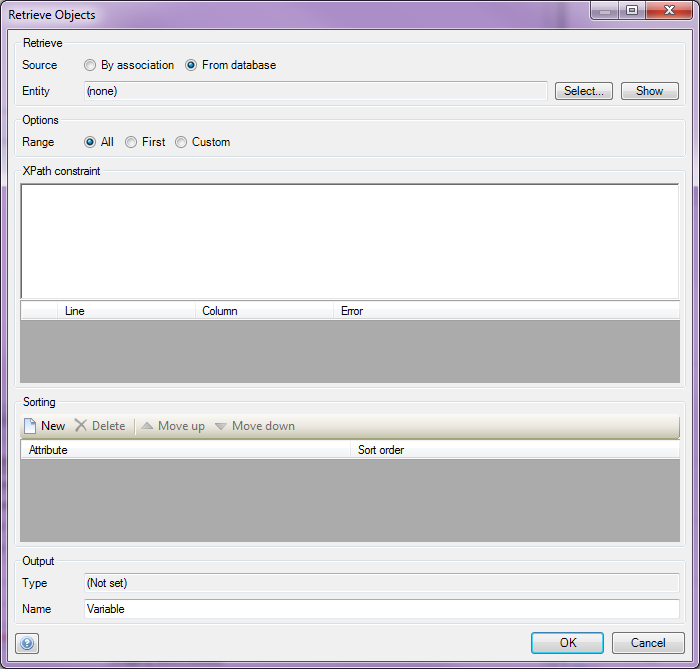 Retrieve Objects
Retrieve
Source By association From database
Entity (none) Select... Show
Options
Range All First Custom
XPath constraint
Line Column Error
Sorting
New Delete Move up Move down
Attribute Sort order
Output
Type (Not set)
Name Variable
? OK Cancel